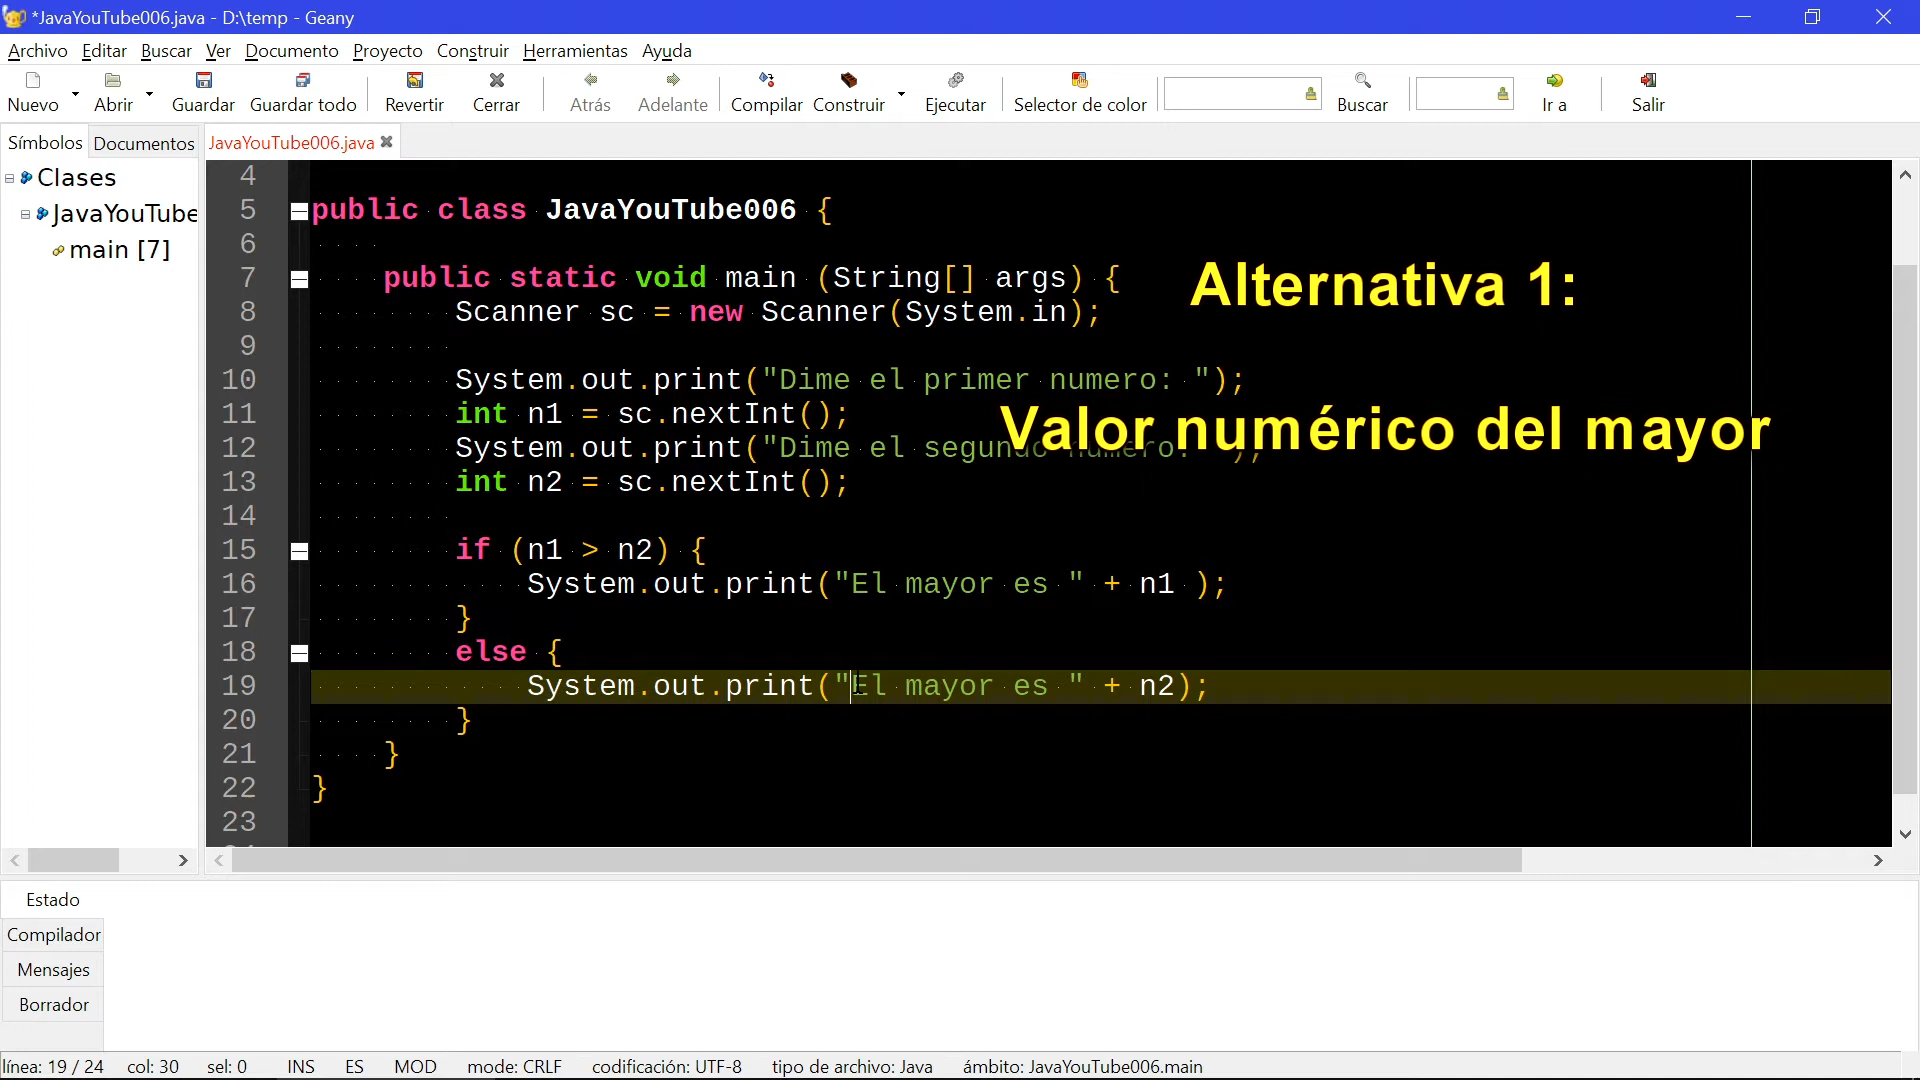 *JavaYouTube006.java - D:\temp - Geany
Archivo Editar Buscar Ver Documento Proyecto Construir Herramientas Ayuda
Nuevo Abrir Guardar Guardar todo Revertir Cerrar Atrás Adelante Compilar Construir Ejecutar Selector de color Buscar Ir a Salir
Símbolos Documentos JavaYouTube006.java
Clases
JavaYouTube
main [7]
4
5 public class JavaYouTube006 {
6
7 public static void main (String[] args) {
8 Scanner sc = new Scanner(System.in);
9
10 System.out.print("Dime el primer numero: ");
11 int n1 = sc.nextInt();
12 System.out.print("Dime el segundo numero: ");
13 int n2 = sc.nextInt();
14
15 if (n1 > n2) {
16 System.out.print("El mayor es " + n1 );
17 }
18 else {
19 System.out.print("El mayor es " + n2);
20 }
21 }
22 }
23
Alternativa 1:
Valor numérico del mayor
Estado
Compilador
Mensajes
Borrador
línea: 19 / 24 col: 30 sel: 0 INS ES MOD mode: CRLF codificación: UTF-8 tipo de archivo: Java ámbito: JavaYouTube006.main